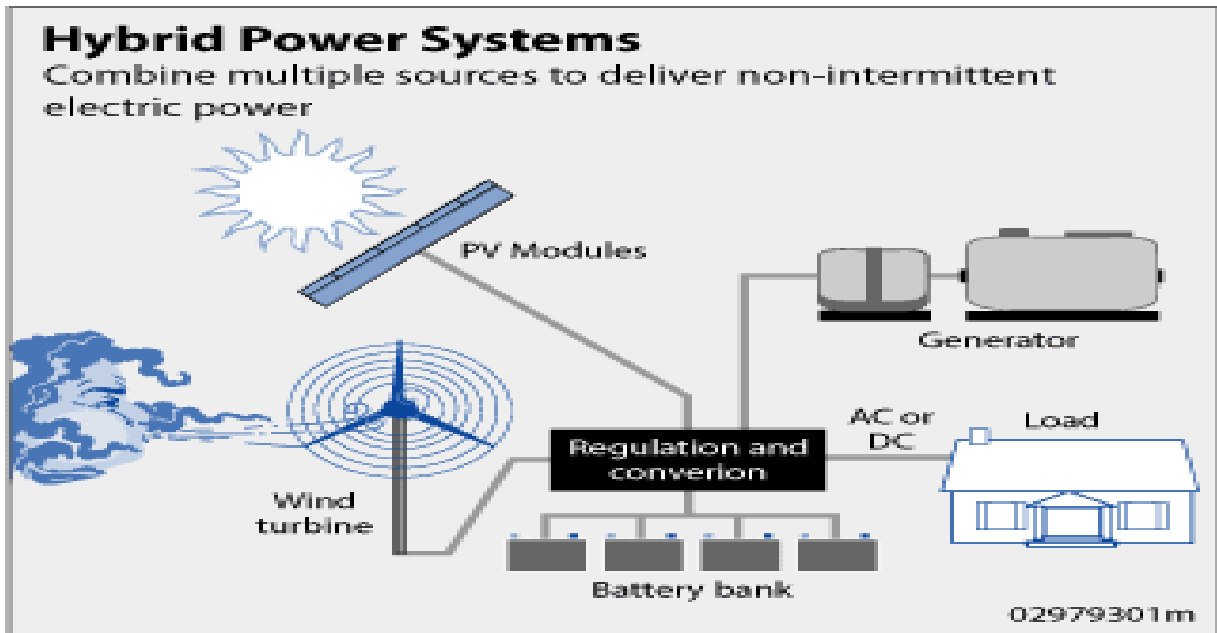 Hybrid Power Systems
Combine multiple sources to deliver non-intermittent
electric power
PV Modules
Generator
AC or
DC
Load
Regulation and
converion
Wind
turbine
Battery bank
02979301m